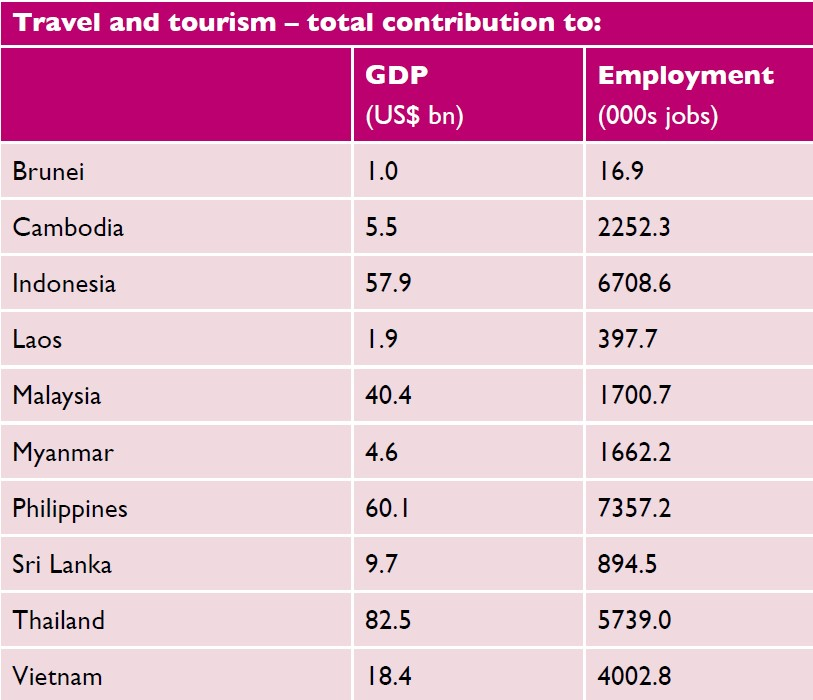 Travel and tourism – total contribution to:
GDP Employment
(US$ bn) (000s jobs)
Brunei 1.0 16.9
Cambodia 5.5 2252.3
Indonesia 57.9 6708.6
Laos 1.9 397.7
Malaysia 40.4 1700.7
Myanmar 4.6 1662.2
Philippines 60.1 7357.2
Sri Lanka 9.7 894.5
Thailand 82.5 5739.0
Vietnam 18.4 4002.8